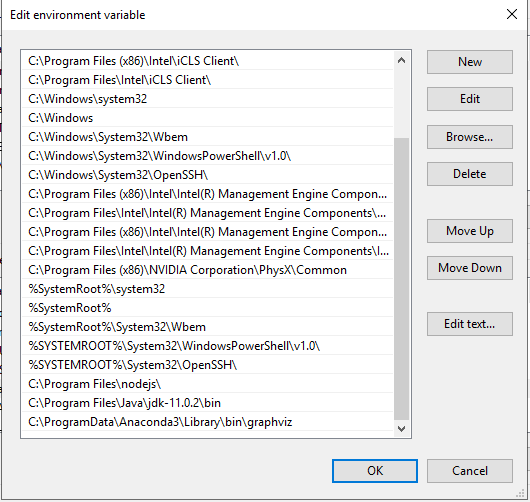 Edit environment variable
C:\Program Files (x86)\Intel\iCLS Client\
C:\Program Files\Intel\iCLS Client\
C:\Windows\system32
C:\Windows
C:\Windows\System32\Wbem
C:\Windows\System32\WindowsPowerShell\v1.0\
C:\Windows\System32\OpenSSH\
C:\Program Files (x86)\Intel\Intel(R) Management Engine Compon...
C:\Program Files\Intel\Intel(R) Management Engine Components\...
C:\Program Files (x86)\Intel\Intel(R) Management Engine Compon...
C:\Program Files\Intel\Intel(R) Management Engine Components\I...
C:\Program Files (x86)\NVIDIA Corporation\PhysX\Common
%SystemRoot%\system32
%SystemRoot%
%SystemRoot%\System32\Wbem
%SYSTEMROOT%\System32\WindowsPowerShell\v1.0\
%SYSTEMROOT%\System32\OpenSSH\
C:\Program Files\nodejs\
C:\Program Files\Java\jdk-11.0.2\bin
C:\ProgramData\Anaconda3\Library\bin\graphviz
New
Edit
Browse...
Delete
Move Up
Move Down
Edit text...
OK
Cancel